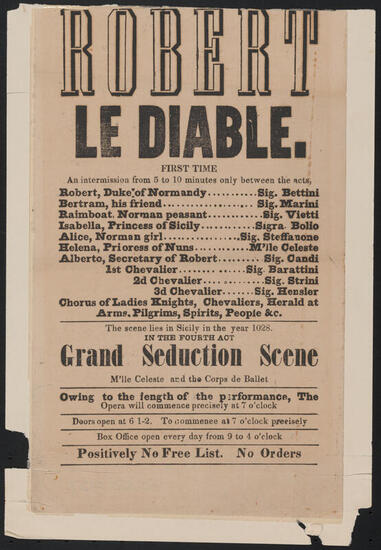 ROBERT
LE DIABLE.
FIRST TIME
An intermission from 5 to 10 minutes only between the acts,
Robert, Duke of Normandy...........Sig. Bettini
Bertram, his friend...................Sig. Marini
Raimboat. Norman peasant...........Sig. Vietti
Isabella, Princess of Sicily...........Sigra Bolio
Alice, Norman girl...................Sig. Steffanone
Helena, Prioress of Nuns...........M'lle Celeste
Alberto, Secretary of Robert........Sig. Candi
1st Chevalier..............Sig Barattini
2d Chevalier..............Sig. Strini
3d Chevalier.......Sig. Hensler
Chorus of Ladies Knights, Chevaliers, Herald at
Arms, Pilgrims, Spirits, People &c.
The scene lies in Sicily in the year 1028.
IN THE FOURTH ACT
Grand Seduction Scene
M'lle Celeste and the Corps de Ballet
Owing to the length of the performance, The
Opera will commence precisely at 7 o'clock
Doors open at 6 1-2. To commence at 7 o'clock precisely
Box Office open every day from 9 to 4 o'clock
Positively No Free List. No Orders